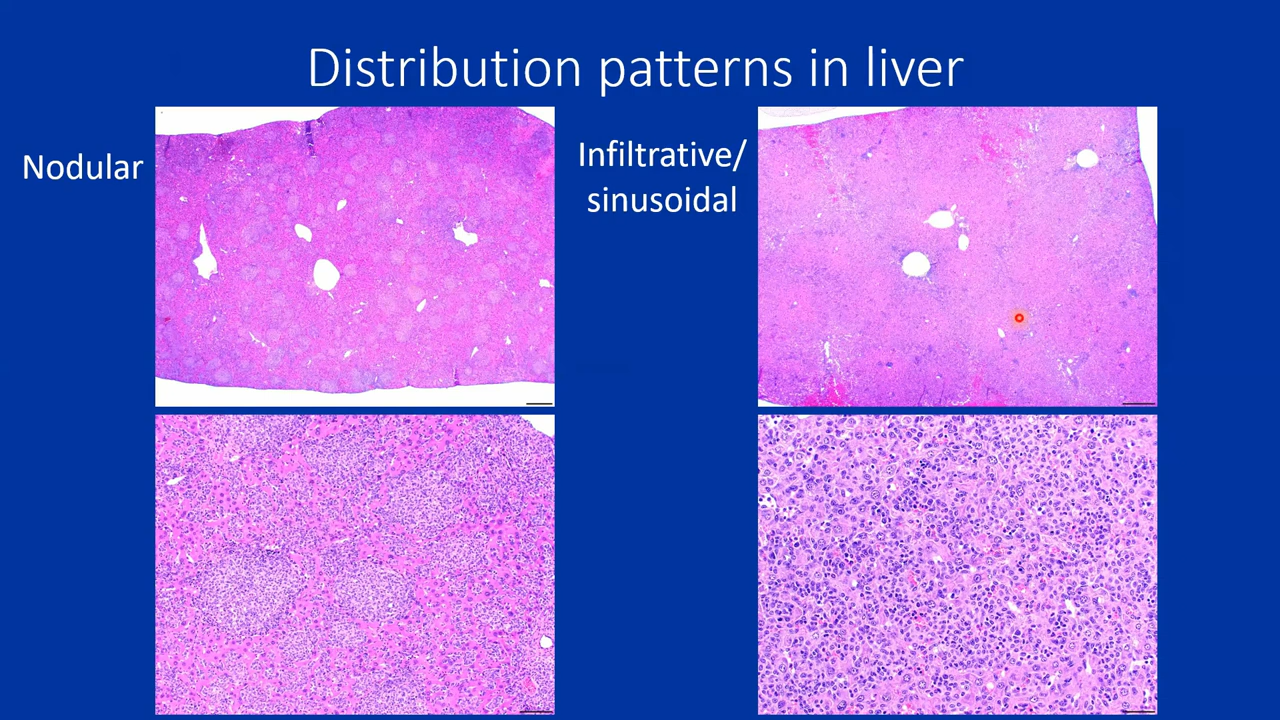 Distribution patterns in liver
Nodular
Infiltrative/
sinusoidal